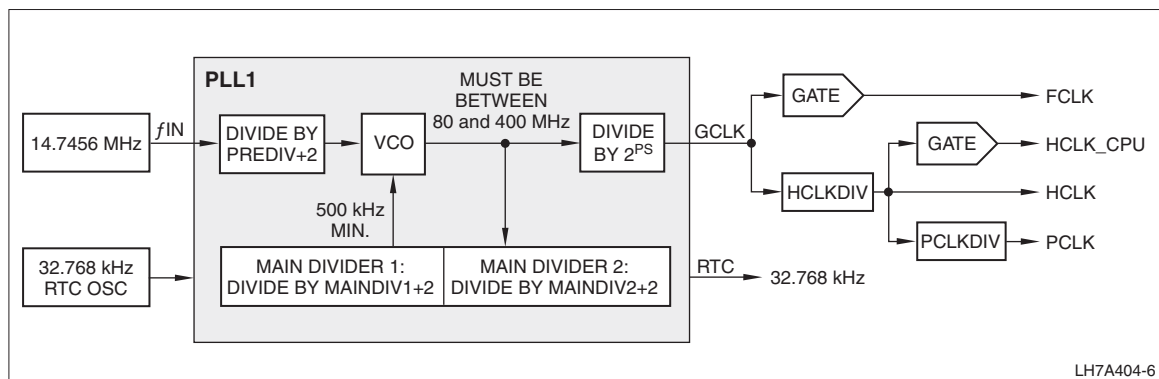 PLL1
MUST BE
BETWEEN
80 and 400 MHz
14.7456 MHz
ƒIN
DIVIDE BY
PREDIV+2
VCO
DIVIDE
BY 2^PS
GCLK
GATE
FCLK
GATE
HCLK_CPU
HCLKDIV
HCLK
PCLKDIV
PCLK
500 kHz
MIN.
32.768 kHz
RTC OSC
MAIN DIVIDER 1:
DIVIDE BY MAINDIV1+2
MAIN DIVIDER 2:
DIVIDE BY MAINDIV2+2
RTC
32.768 kHz
LH7A404-6